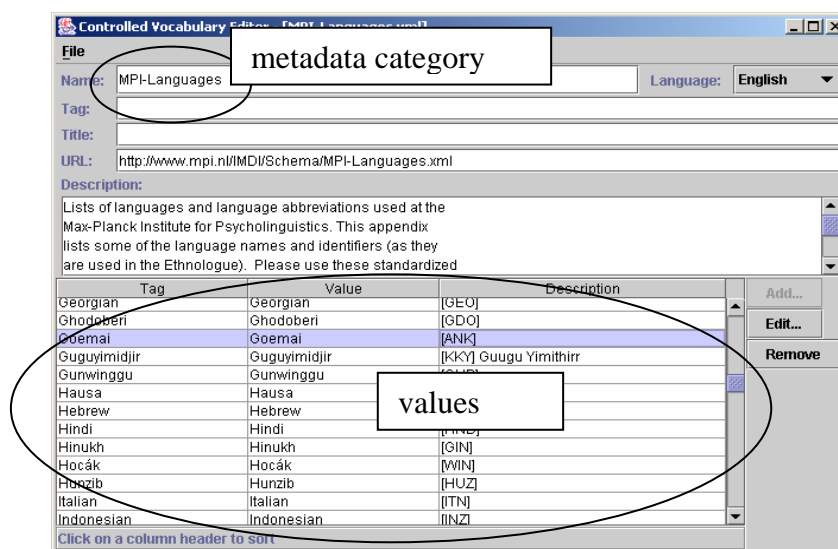 Controlled Vocabulary Editor - [MPI-Languages.xml]
File
metadata category
Name: MPI-Languages Language: English
Tag:
Title:
URL: http://www.mpi.nl/IMDI/Schema/MPI-Languages.xml
Description:
Lists of languages and language abbreviations used at the
Max-Planck Institute for Psycholinguistics. This appendix
lists some of the language names and identifiers (as they
are used in the Ethnologue). Please use these standardized
Tag Value Description Add...
Georgian Georgian [GEO]
Ghodoberi Ghodoberi [GDO] Edit...
Goemai Goemai [ANK]
Guguyimidjir Guguyimidjir [KKY] Guugu Yimithirr Remove
Gunwinggu Gunwinggu
Hausa Hausa
values
Hebrew Hebrew
Hindi Hindi
Hinukh Hinukh [GIN]
Hocák Hocák [WIN]
Hunzib Hunzib [HUZ]
Italian Italian [ITN]
Indonesian Indonesian [INZ]
Click on a column header to sort